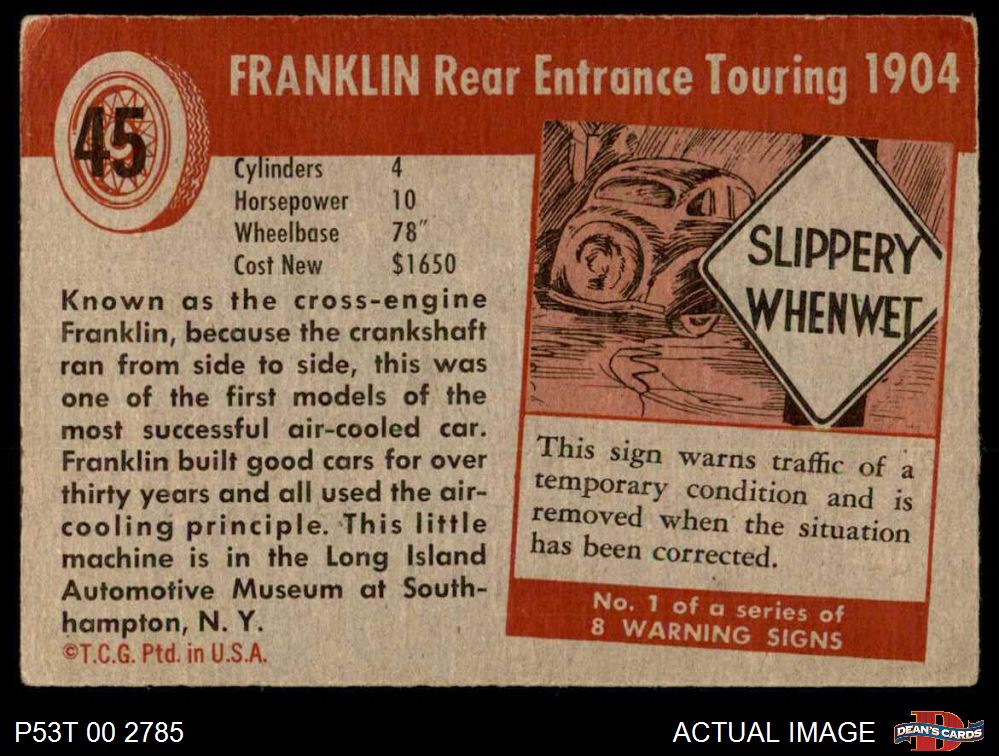 FRANKLIN Rear Entrance Touring 1904
45
Cylinders 4
Horsepower 10
Wheelbase 78"
Cost New $1650
Known as the cross-engine
Franklin, because the crankshaft
ran from side to side, this was
one of the first models of the
most successful air-cooled car.
Franklin built good cars for over
thirty years and all used the air-
cooling principle. This little
machine is in the Long Island
Automotive Museum at South-
hampton, N. Y.
©T.C.G. Ptd. in U.S.A.
SLIPPERY
WHEN WET
This sign warns traffic of a
temporary condition and is
removed when the situation
has been corrected.
No. 1 of a series of
8 WARNING SIGNS
P53T 00 2785
ACTUAL IMAGE
DEAN'S CARDS